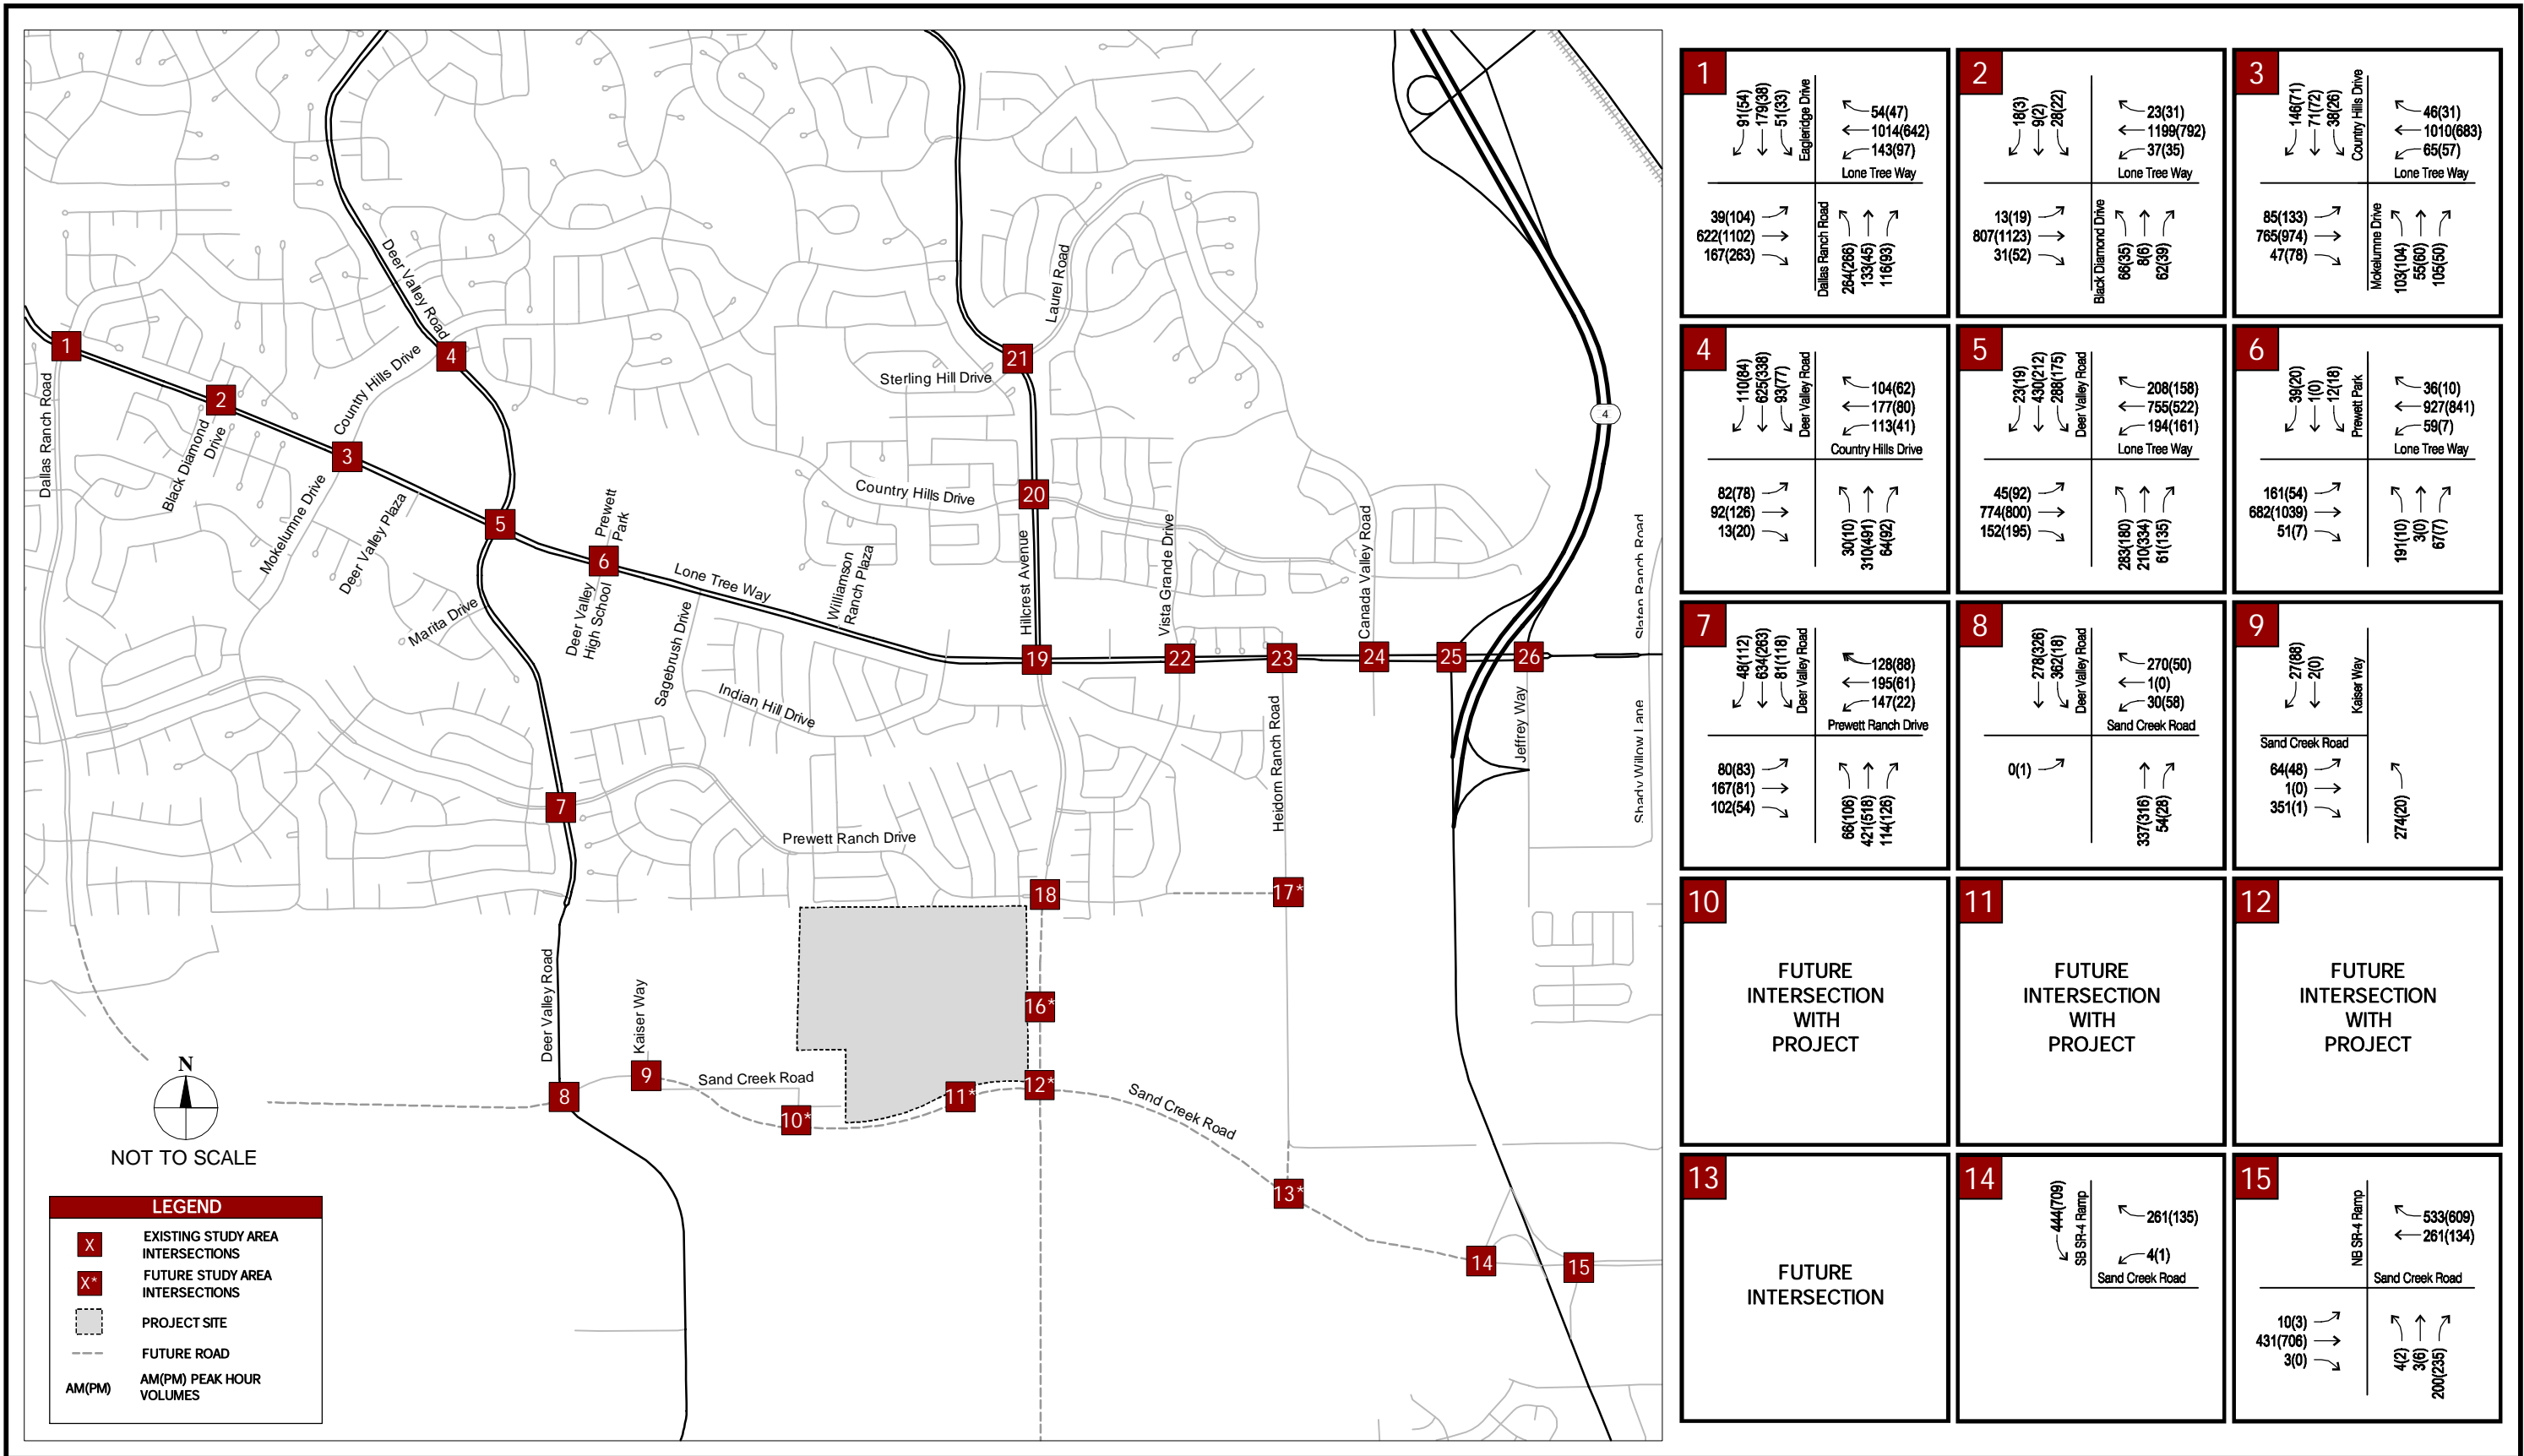 Deer Valley Road
Laurel Road
Dallas Ranch Road
1
2
3
4
21
Country Hills Drive
Sterling Hill Drive
4
Black Diamond
Drive
Mokelumne Drive
Deer Valley Plaza
5
6
Prewett
Park
Deer Valley
High School
Marita Drive
Lone Tree Way
Sagebrush Drive
Williamson
Ranch Plaza
Indian Hill Drive
Country Hills Drive
20
Hillcrest Avenue
Vista Grande Drive
Canada Valley Road
Slaten Ranch Road
19
22
23
24
25
26
Heidorn Ranch Road
Jeffrey Way
Shady Willow Lane
7
Prewett Ranch Drive
18
17*
Deer Valley Road
Kaiser Way
16*
8
9
Sand Creek Road
10*
11*
12*
Sand Creek Road
13*
14
15
N
NOT TO SCALE
LEGEND
X
EXISTING STUDY AREA
INTERSECTIONS
X*
FUTURE STUDY AREA
INTERSECTIONS
PROJECT SITE
FUTURE ROAD
AM(PM)
AM(PM) PEAK HOUR
VOLUMES
1
91(54)
179(38)
51(33)
Eagleridge Drive
54(47)
1014(642)
143(97)
Lone Tree Way
39(104)
622(1102)
167(263)
Dallas Ranch Road
264(266)
133(45)
116(93)
2
18(3)
9(2)
28(22)
23(31)
1199(792)
37(35)
Lone Tree Way
13(19)
807(1123)
31(52)
Black Diamond Drive
66(35)
8(6)
62(39)
3
146(71)
71(72)
38(26)
Country Hills Drive
46(31)
1010(683)
65(57)
Lone Tree Way
85(133)
765(974)
47(78)
Mokelumne Drive
103(104)
55(60)
105(50)
4
110(84)
625(338)
93(77)
Deer Valley Road
104(62)
177(80)
113(41)
Country Hills Drive
82(78)
92(126)
13(20)
30(10)
310(491)
64(92)
5
23(19)
430(212)
288(175)
Deer Valley Road
208(158)
755(522)
194(161)
Lone Tree Way
45(92)
774(800)
152(195)
283(180)
210(334)
61(135)
6
39(20)
1(0)
12(18)
Prewett Park
36(10)
927(841)
59(7)
Lone Tree Way
161(54)
682(1039)
51(7)
191(10)
3(0)
67(7)
7
48(112)
634(263)
81(118)
Deer Valley Road
128(88)
195(61)
147(22)
Prewett Ranch Drive
80(83)
167(81)
102(54)
66(106)
421(518)
114(126)
8
278(326)
362(18)
Deer Valley Road
270(50)
1(0)
30(58)
Sand Creek Road
0(1)
337(316)
54(28)
9
27(88)
2(0)
Kaiser Way
Sand Creek Road
64(48)
1(0)
351(1)
274(20)
10
FUTURE
INTERSECTION
WITH
PROJECT
11
FUTURE
INTERSECTION
WITH
PROJECT
12
FUTURE
INTERSECTION
WITH
PROJECT
13
FUTURE
INTERSECTION
14
444(709)
SB SR-4 Ramp
261(135)
4(1)
Sand Creek Road
15
NB SR-4 Ramp
533(609)
261(134)
Sand Creek Road
10(3)
431(706)
3(0)
4(2)
3(6)
200(235)